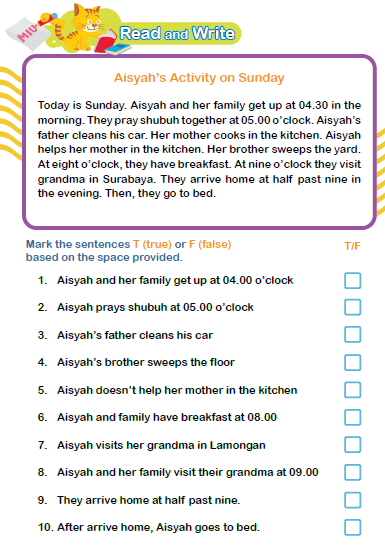 MIU
Read and Write
Aisyah's Activity on Sunday
Today is Sunday. Aisyah and her family get up at 04.30 in the
morning. They pray shubuh together at 05.00 o'clock. Aisyah's
father cleans his car. Her mother cooks in the kitchen. Aisyah
helps her mother in the kitchen. Her brother sweeps the yard.
At eight o'clock, they have breakfast. At nine o'clock they visit
grandma in Surabaya. They arrive home at half past nine in
the evening. Then, they go to bed.
Mark the sentences T (true) or F (false)
based on the space provided.
T/F
1. Aisyah and her family get up at 04.00 o'clock
2. Aisyah prays shubuh at 05.00 o'clock
3. Aisyah's father cleans his car
4. Aisyah's brother sweeps the floor
5. Aisyah doesn't help her mother in the kitchen
6. Aisyah and family have breakfast at 08.00
7. Aisyah visits her grandma in Lamongan
8. Aisyah and her family visit their grandma at 09.00
9. They arrive home at half past nine.
10. After arrive home, Aisyah goes to bed.